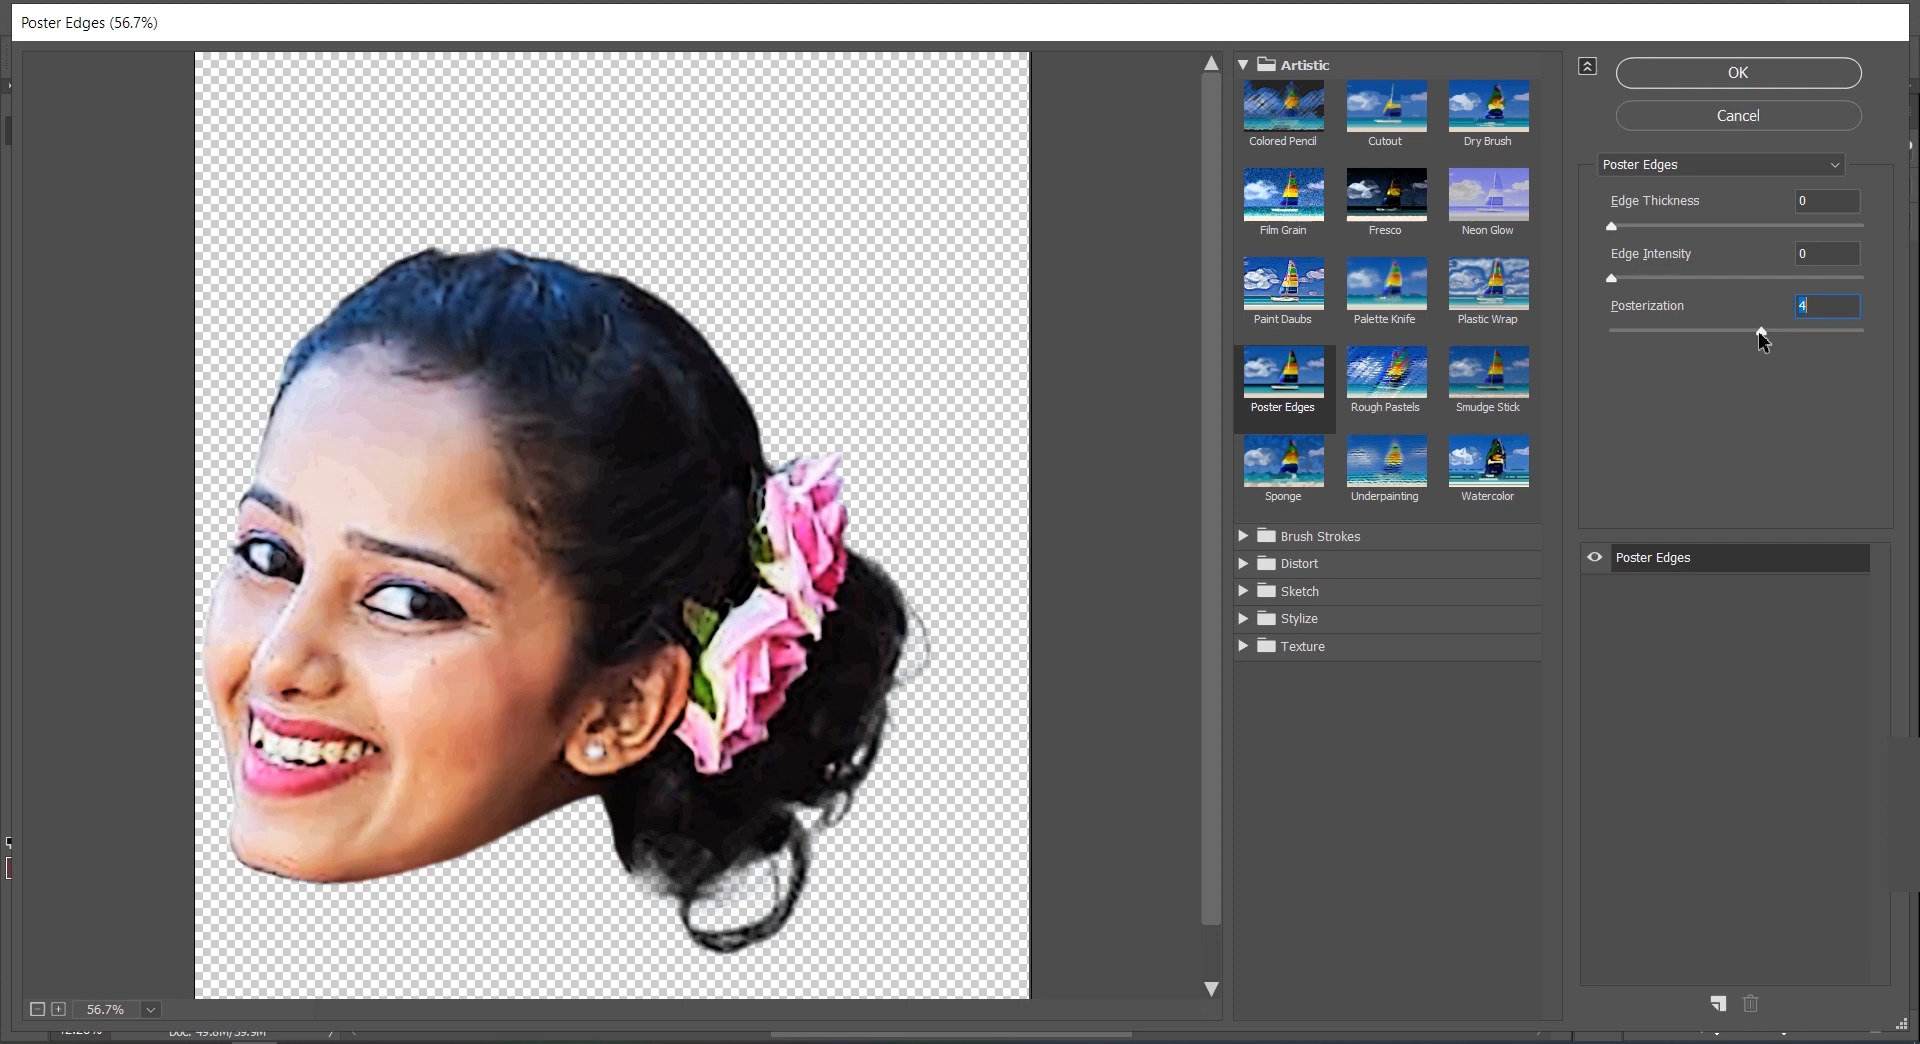 Poster Edges (56.7%)
Artistic
Colored Pencil
Cutout
Dry Brush
Film Grain
Fresco
Neon Glow
Paint Daubs
Palette Knife
Plastic Wrap
Poster Edges
Rough Pastels
Smudge Stick
Sponge
Underpainting
Watercolor
Brush Strokes
Distort
Sketch
Stylize
Texture
OK
Cancel
Poster Edges
Edge Thickness 0
Edge Intensity 0
Posterization 4
Poster Edges
56.7%